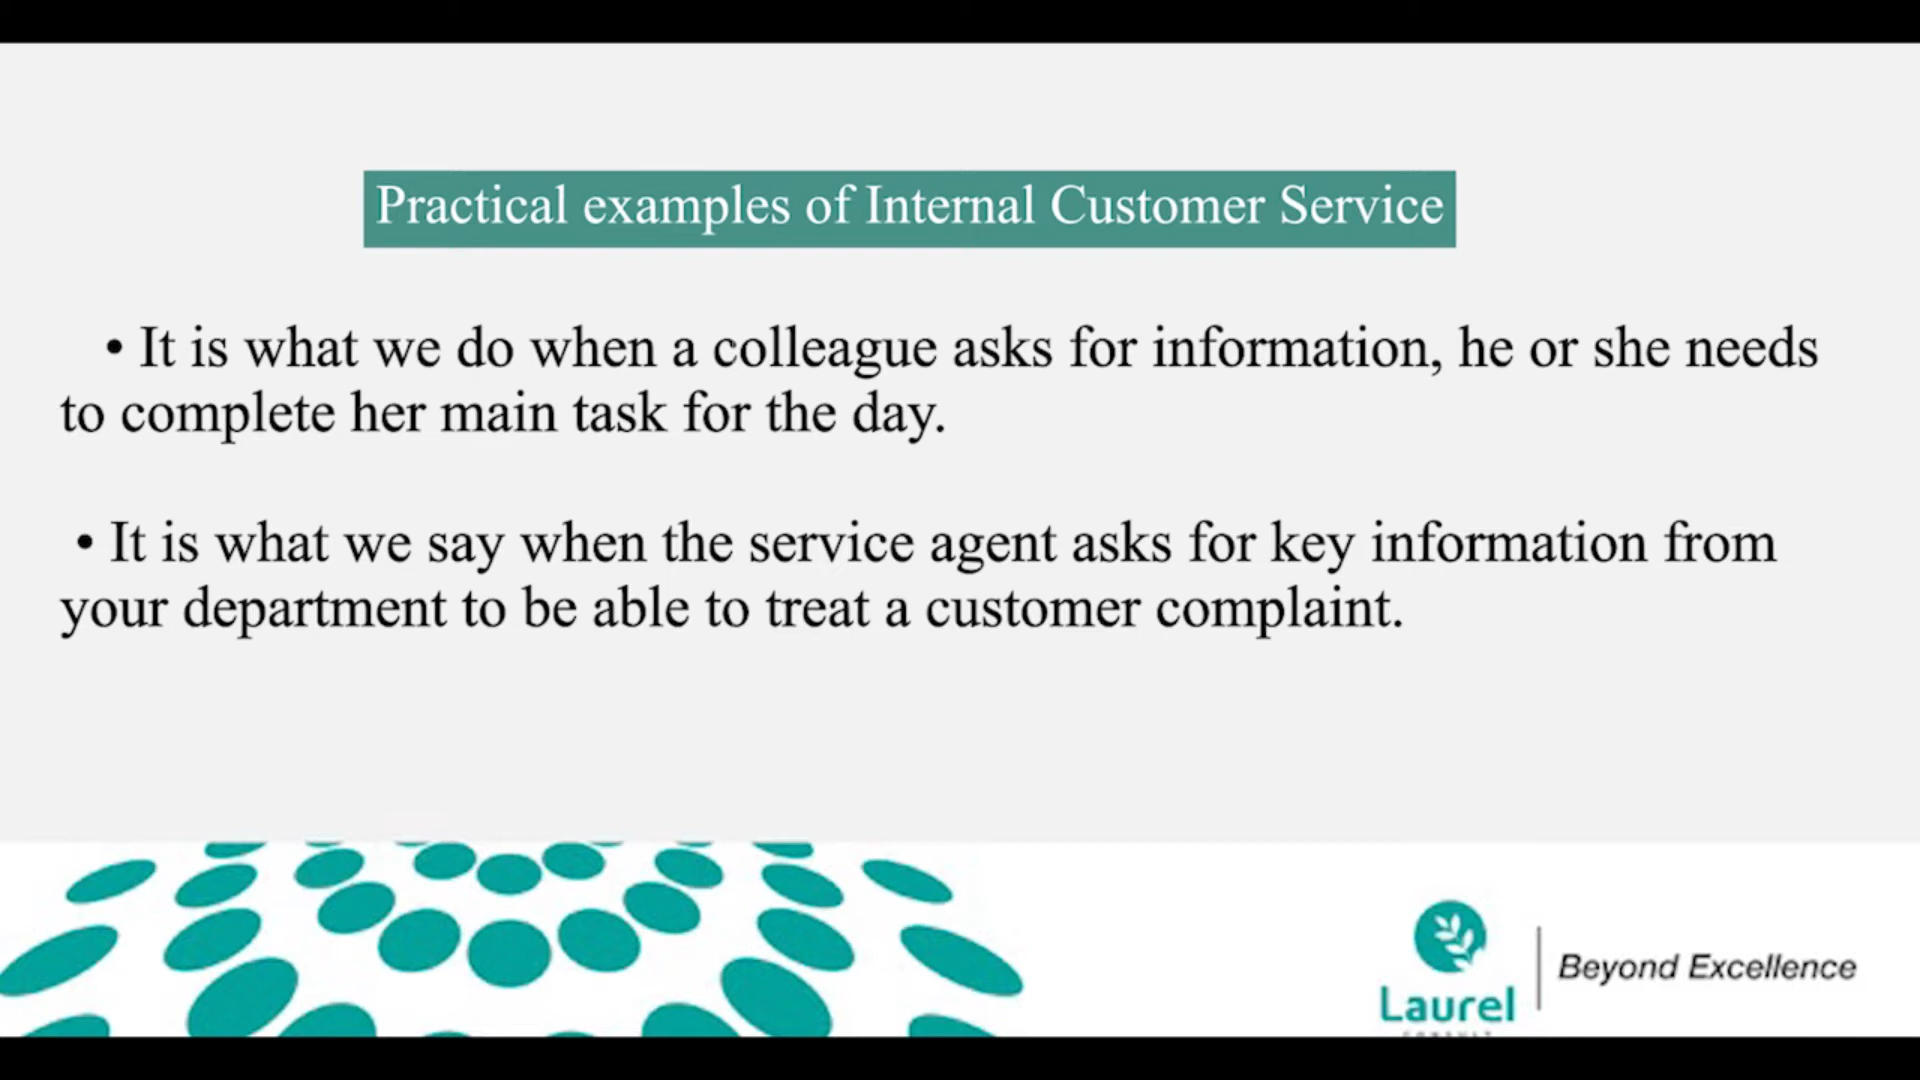 Practical examples of Internal Customer Service
• It is what we do when a colleague asks for information, he or she needs
to complete her main task for the day.
• It is what we say when the service agent asks for key information from
your department to be able to treat a customer complaint.
Laurel
Beyond Excellence